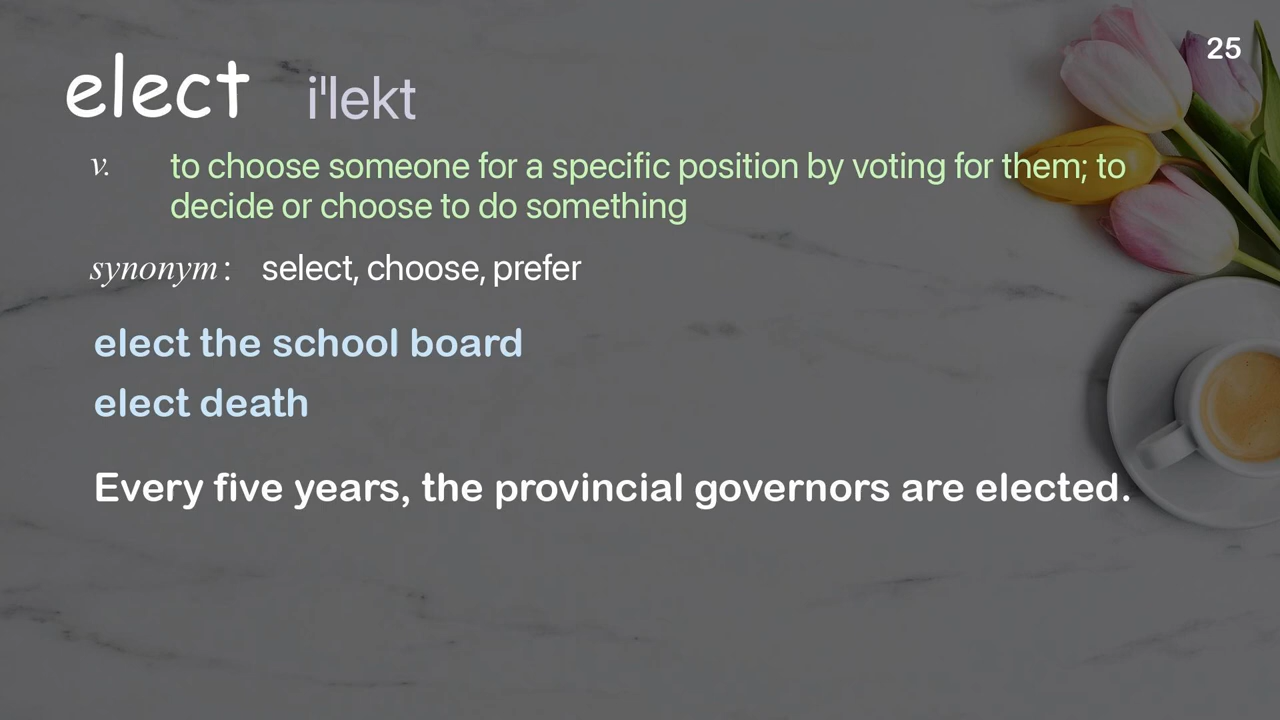 25
elect i'lekt
v. to choose someone for a specific position by voting for them; to
decide or choose to do something
synonym: select, choose, prefer
elect the school board
elect death
Every five years, the provincial governors are elected.